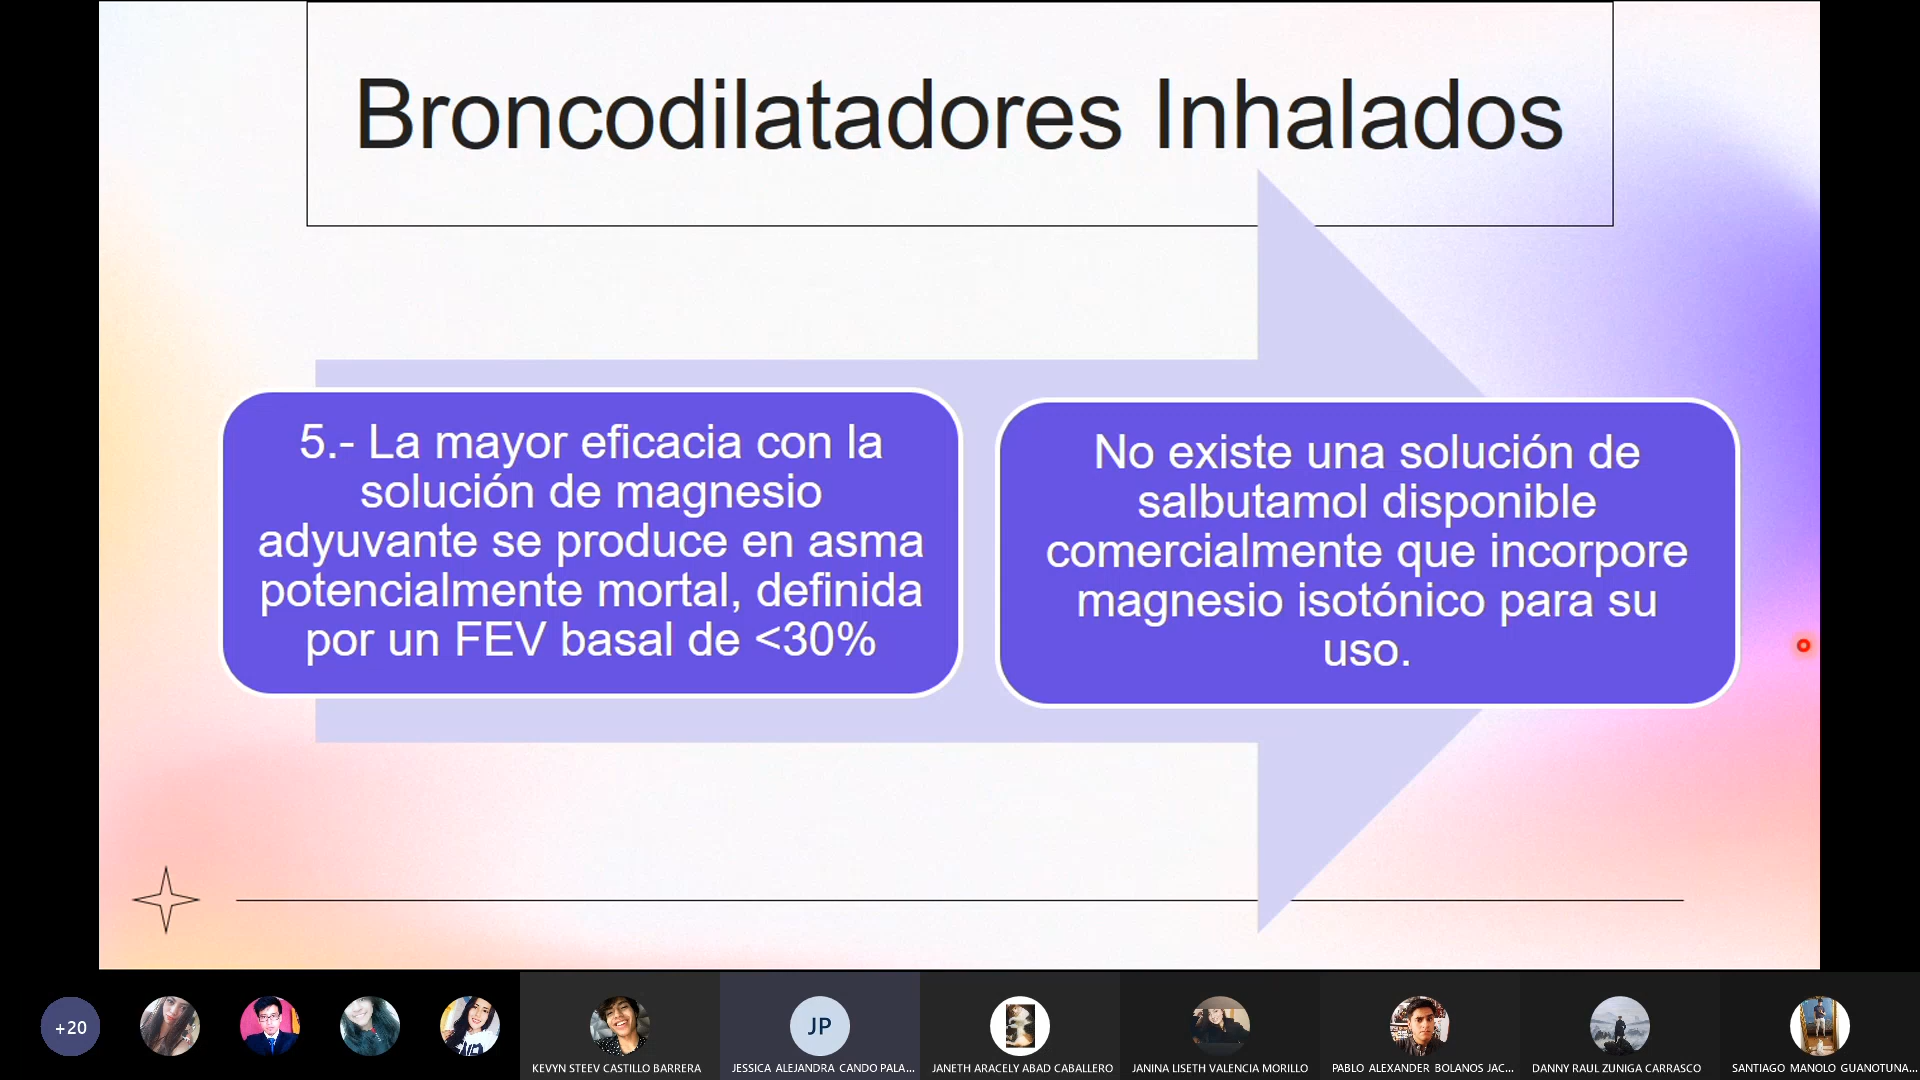 Broncodilatadores Inhalados
5.- La mayor eficacia con la
solución de magnesio
adyuvante se produce en asma
potencialmente mortal, definida
por un FEV basal de <30%
No existe una solución de
salbutamol disponible
comercialmente que incorpore
magnesio isotónico para su
uso.
+20
JP
KEVYN STEEV CASTILLO BARRERA
JESSICA ALEJANDRA CANDO PALA...
JANETH ARACELY ABAD CABALLERO
JANINA LISETH VALENCIA MORILLO
PABLO ALEXANDER BOLANOS JAC...
DANNY RAUL ZUNIGA CARRASCO
SANTIAGO MANOLO GUANOTUNA...